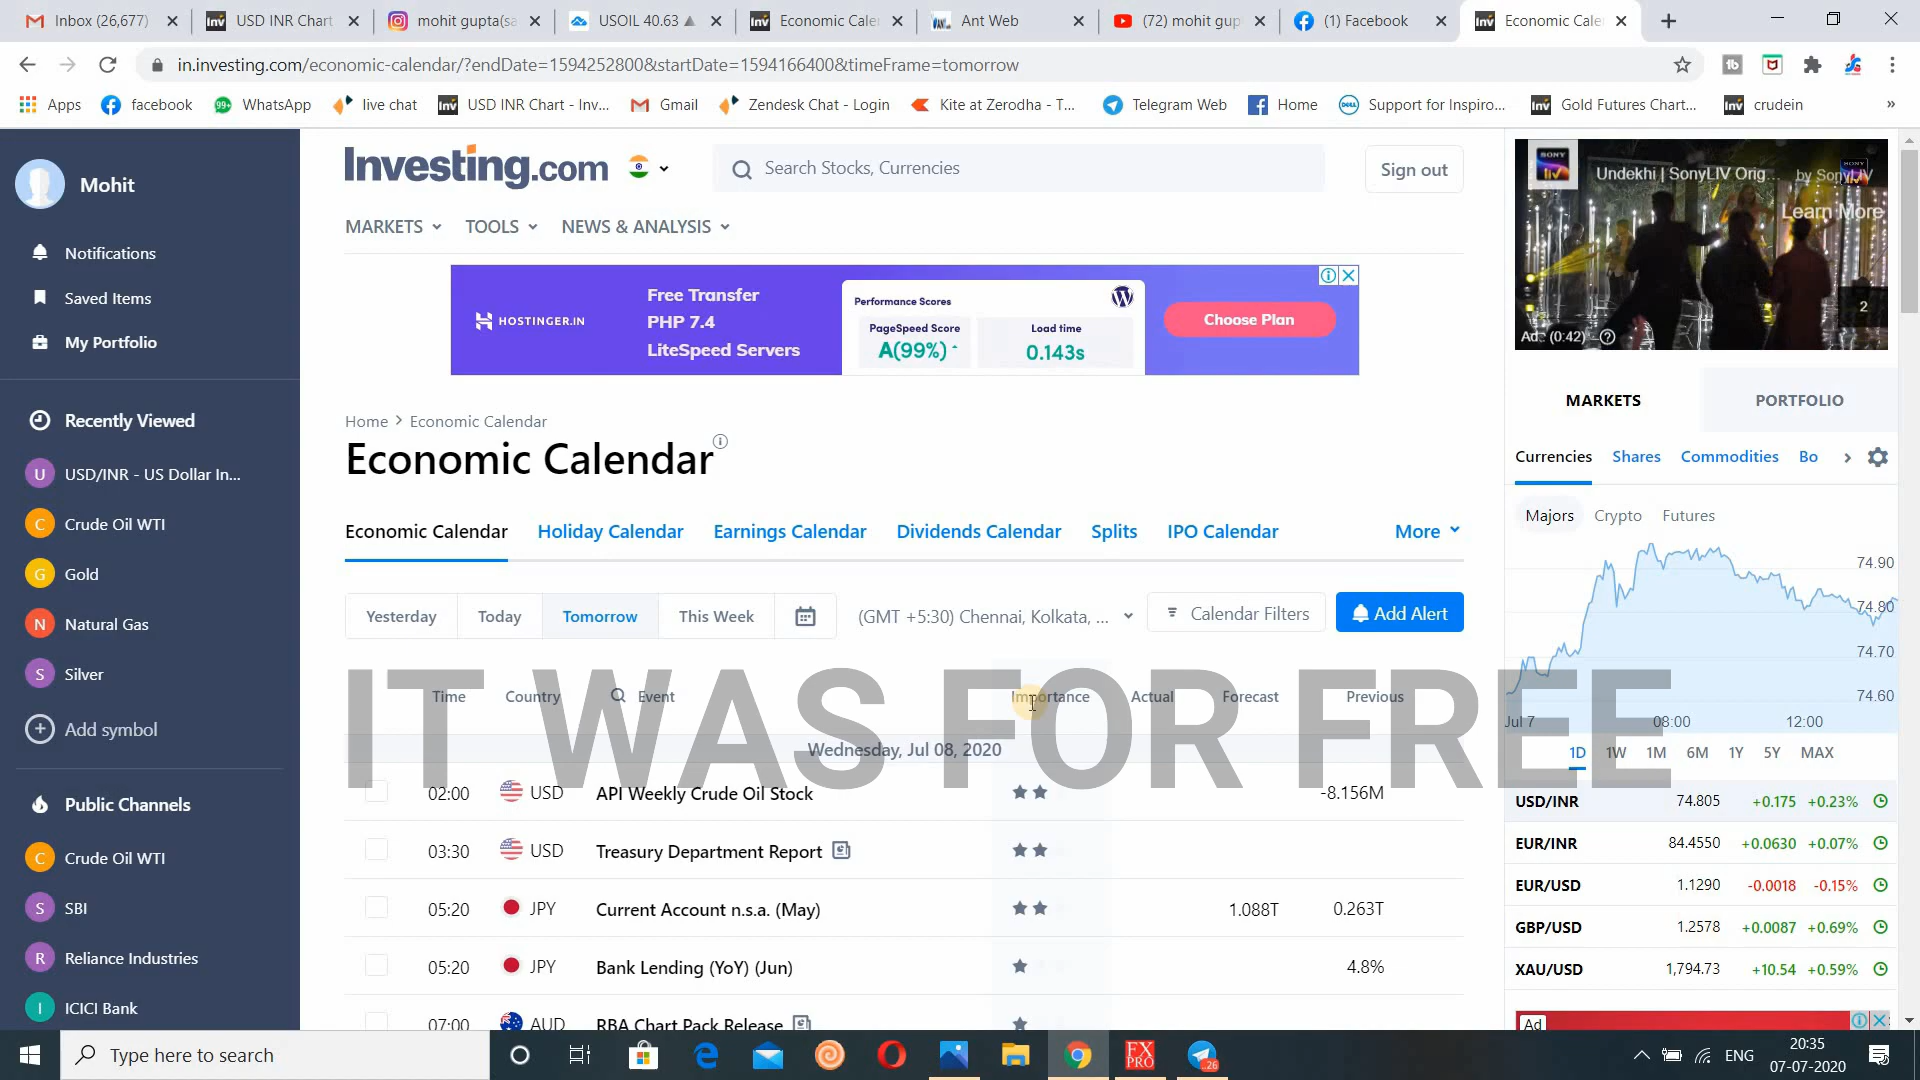 Inbox (26,677)
USD INR Chart
mohit gupta(sa
USOIL 40.63 ▲
Economic Cale
Ant Web
(72) mohit gup
(1) Facebook
Economic Cale
in.investing.com/economic-calendar/?endDate=1594252800&startDate=1594166400&timeFrame=tomorrow
Apps
facebook
99+
WhatsApp
live chat
USD INR Chart - Inv...
Gmail
Zendesk Chat - Login
Kite at Zerodha - T...
Telegram Web
Home
Support for Inspiro...
Gold Futures Chart...
crudein
»
Mohit
Notifications
Saved Items
My Portfolio
Recently Viewed
U USD/INR - US Dollar In...
C Crude Oil WTI
G Gold
N Natural Gas
S Silver
Add symbol
Public Channels
C Crude Oil WTI
S SBI
R Reliance Industries
I ICICI Bank
Investing.com
Search Stocks, Currencies
Sign out
MARKETS
TOOLS
NEWS & ANALYSIS
HOSTINGER.IN
Free Transfer
PHP 7.4
LiteSpeed Servers
Performance Scores
PageSpeed Score
A(99%)
Load time
0.143s
Choose Plan
Home > Economic Calendar
Economic Calendar
Economic Calendar
Holiday Calendar
Earnings Calendar
Dividends Calendar
Splits
IPO Calendar
More
Yesterday
Today
Tomorrow
This Week
(GMT +5:30) Chennai, Kolkata, ...
Calendar Filters
Add Alert
IT WAS FOR FREE
Time Country Event Importance Actual Forecast Previous
Wednesday, Jul 08, 2020
02:00 USD API Weekly Crude Oil Stock -8.156M
03:30 USD Treasury Department Report
05:20 JPY Current Account n.s.a. (May) 1.088T 0.263T
05:20 JPY Bank Lending (YoY) (Jun) 4.8%
07:00 AUD RBA Chart Pack Release
SONY liv
Undekhi | SonyLIV Orig...
by SonyLIV
Learn More
2
Ad: (0:42)
MARKETS
PORTFOLIO
Currencies
Shares
Commodities
Bo
Majors
Crypto
Futures
74.90
74.80
74.70
74.60
Jul 7 08:00 12:00
1D 1W 1M 6M 1Y 5Y MAX
USD/INR 74.805 +0.175 +0.23%
EUR/INR 84.4550 +0.0630 +0.07%
EUR/USD 1.1290 -0.0018 -0.15%
GBP/USD 1.2578 +0.0087 +0.69%
XAU/USD 1,794.73 +10.54 +0.59%
Ad
Type here to search
FX PRO
26
ENG
20:35
07-07-2020